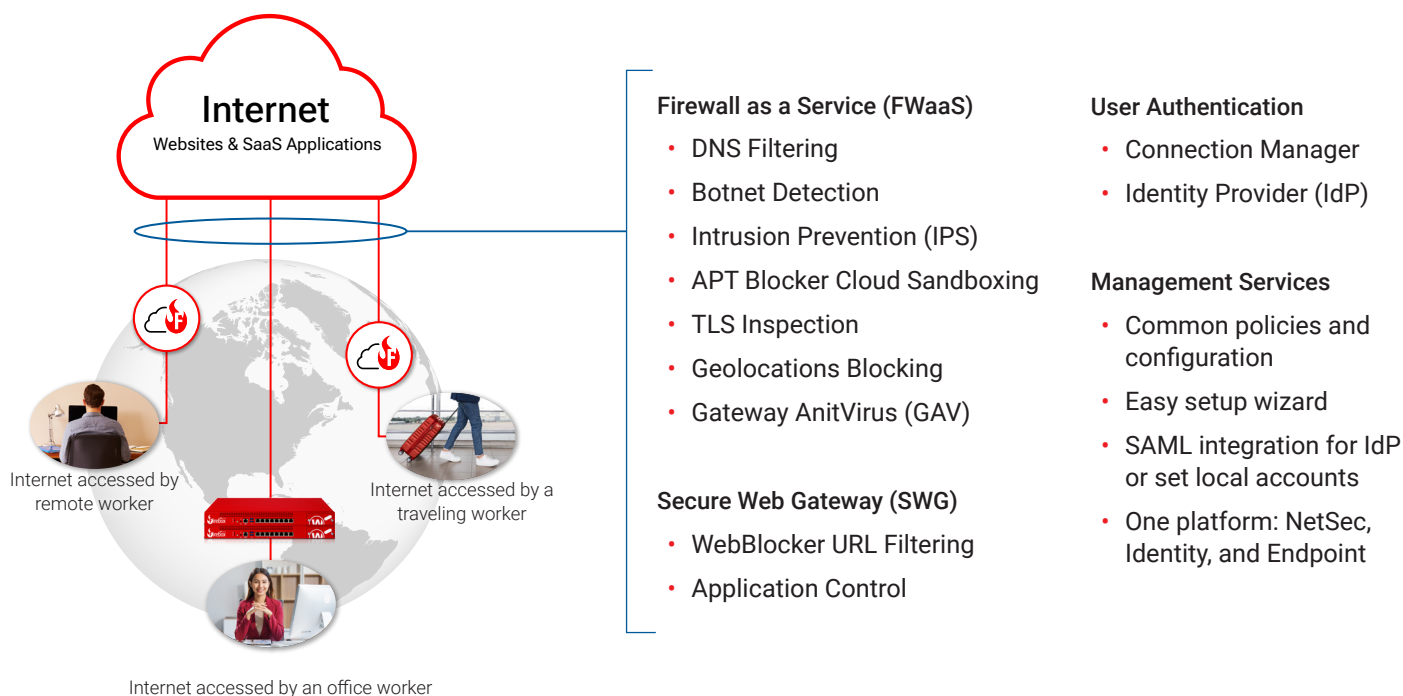 Internet
Websites & SaaS Applications
F
F
Internet accessed by
remote worker
Internet accessed by a
traveling worker
Internet accessed by an office worker
Firewall as a Service (FWaaS)
• DNS Filtering
• Botnet Detection
• Intrusion Prevention (IPS)
• APT Blocker Cloud Sandboxing
• TLS Inspection
• Geolocations Blocking
• Gateway AnitVirus (GAV)
Secure Web Gateway (SWG)
• WebBlocker URL Filtering
• Application Control
User Authentication
• Connection Manager
• Identity Provider (IdP)
Management Services
• Common policies and
configuration
• Easy setup wizard
• SAML integration for IdP
or set local accounts
• One platform: NetSec,
Identity, and Endpoint